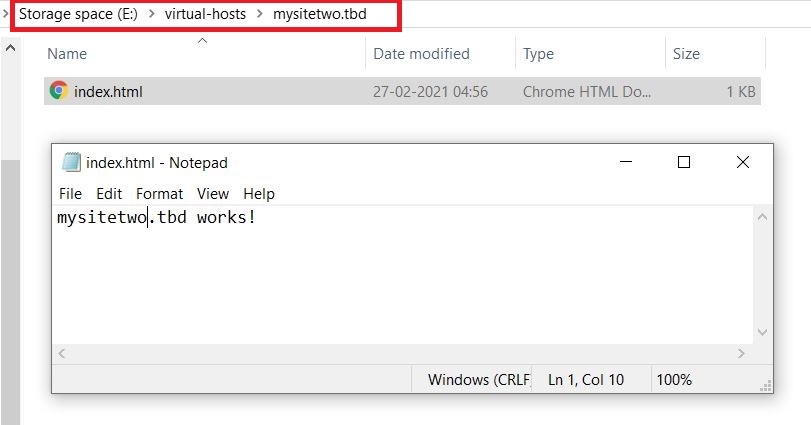 Storage space (E:) > virtual-hosts > mysitetwo.tbd
Name Date modified Type Size
index.html 27-02-2021 04:56 Chrome HTML Do... 1 KB
index.html - Notepad
File Edit Format View Help
mysitetwo.tbd works!
Windows (CRLF Ln 1, Col 10 100%